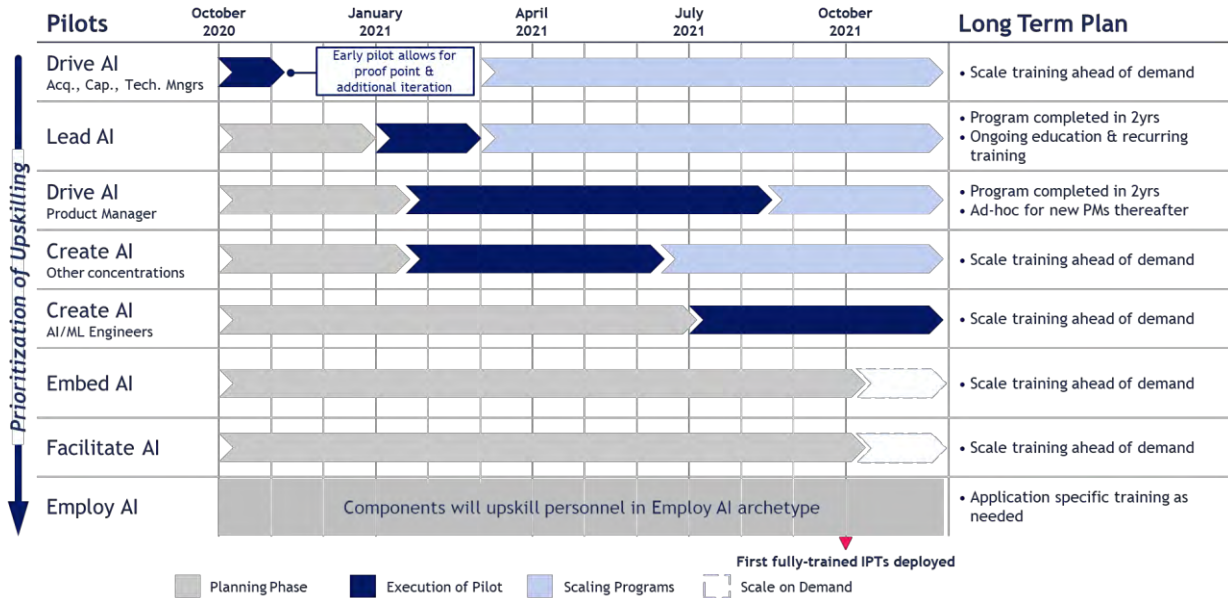 Pilots
October
2020
January
2021
April
2021
July
2021
October
2021
Long Term Plan
Prioritization of Upskilling
Drive AI
Acq., Cap., Tech. Mngrs
Early pilot allows for
proof point &
additional iteration
• Scale training ahead of demand
Lead AI
• Program completed in 2yrs
• Ongoing education & recurring
training
Drive AI
Product Manager
• Program completed in 2yrs
• Ad-hoc for new PMs thereafter
Create AI
Other concentrations
• Scale training ahead of demand
Create AI
AI/ML Engineers
• Scale training ahead of demand
Embed AI
• Scale training ahead of demand
Facilitate AI
• Scale training ahead of demand
Employ AI
Components will upskill personnel in Employ AI archetype
• Application specific training as
needed
First fully-trained IPTs deployed
Planning Phase
Execution of Pilot
Scaling Programs
Scale on Demand